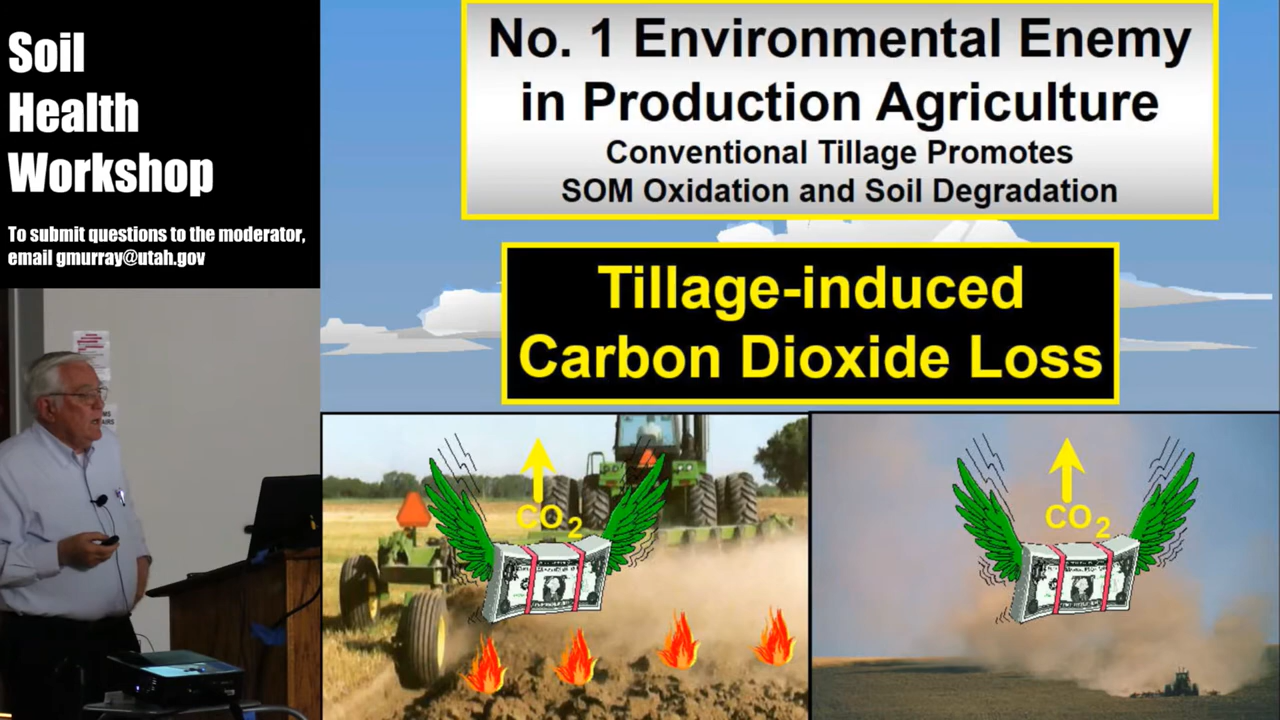 Soil
Health
Workshop
To submit questions to the moderator,
email gmurray@utah.gov
No. 1 Environmental Enemy
in Production Agriculture
Conventional Tillage Promotes
SOM Oxidation and Soil Degradation
Tillage-induced
Carbon Dioxide Loss
CO2
CO2